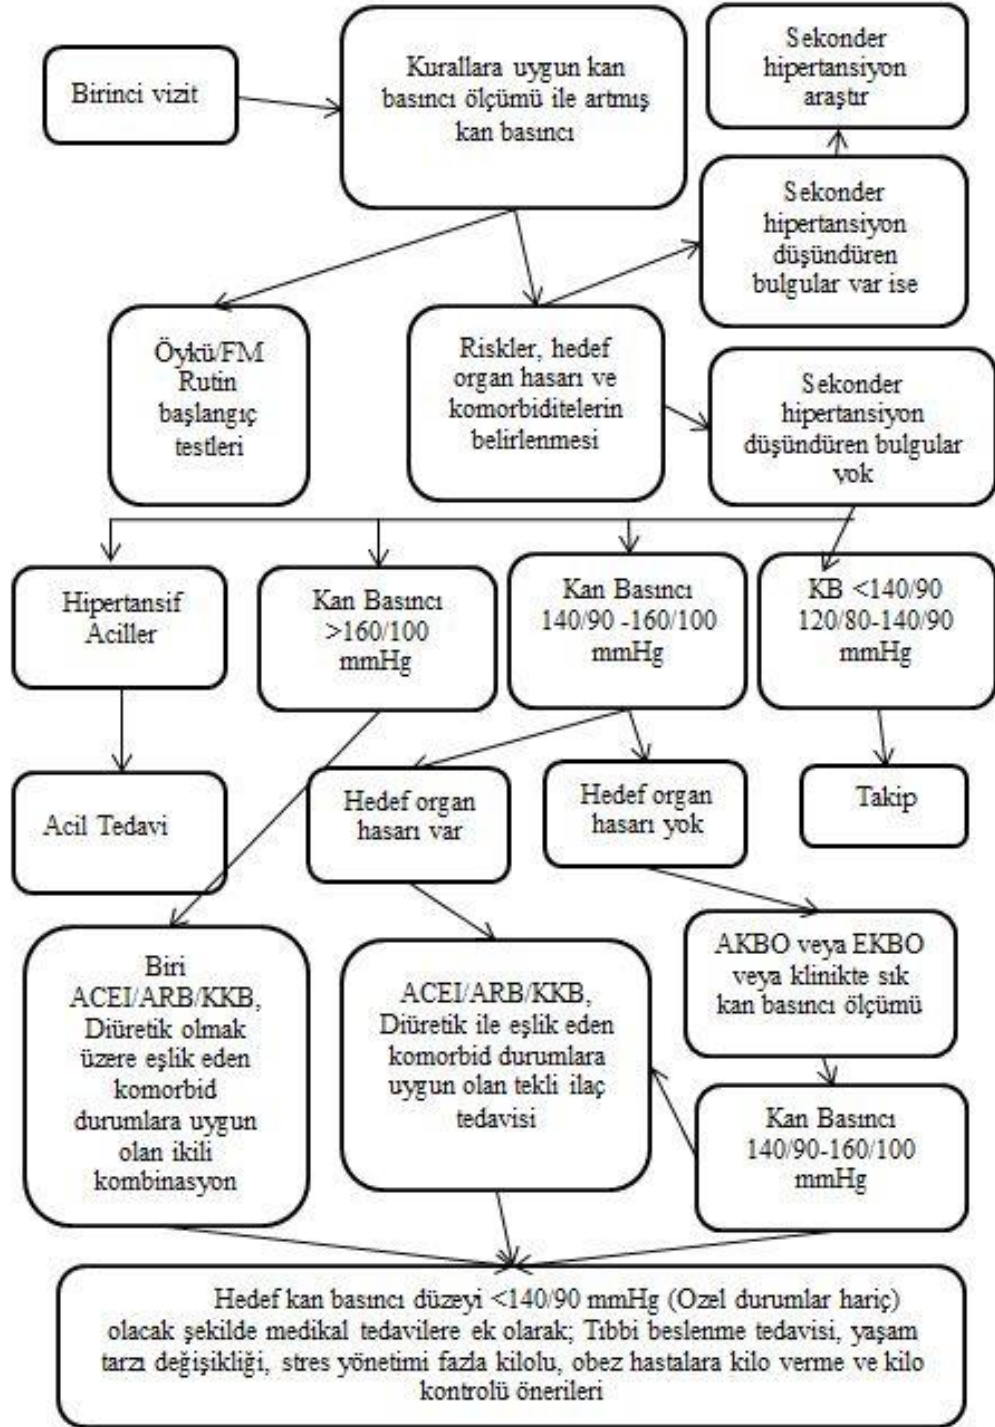 Birinci vizit
Kurallara uygun kan
basıncı ölçümü ile artmış
kan basıncı
Sekonder
hipertansiyon
araştır
Sekonder
hipertansiyon
düşündüren
bulgular var ise
Öykü/FM
Rutin
başlangıç
testleri
Riskler, hedef
organ hasarı ve
komorbiditelerin
belirlenmesi
Sekonder
hipertansiyon
düşündüren bulgular
yok
Hipertansif
Aciller
Kan Basıncı
>160/100
mmHg
Kan Basıncı
140/90 -160/100
mmHg
KB <140/90
120/80-140/90
mmHg
Acil Tedavi
Hedef organ
hasarı var
Hedef organ
hasarı yok
Takip
Biri
ACEI/ARB/KKB,
Diüretik olmak
üzere eşlik eden
komorbid
durumlara uygun
olan ikili
kombinasyon
ACEI/ARB/KKB,
Diüretik ile eşlik eden
komorbid durumlara
uygun olan tekli ilaç
tedavisi
AKBO veya EKBO
veya klinikte sık
kan basıncı ölçümü
Kan Basıncı
140/90-160/100
mmHg
Hedef kan basıncı düzeyi <140/90 mmHg (Ozel durumlar hariç)
olacak şekilde medikal tedavilere ek olarak; Tıbbi beslenme tedavisi, yaşam
tarzı değişikliği, stres yönetimi fazla kilolu, obez hastalara kilo verme ve kilo
kontrolü önerileri